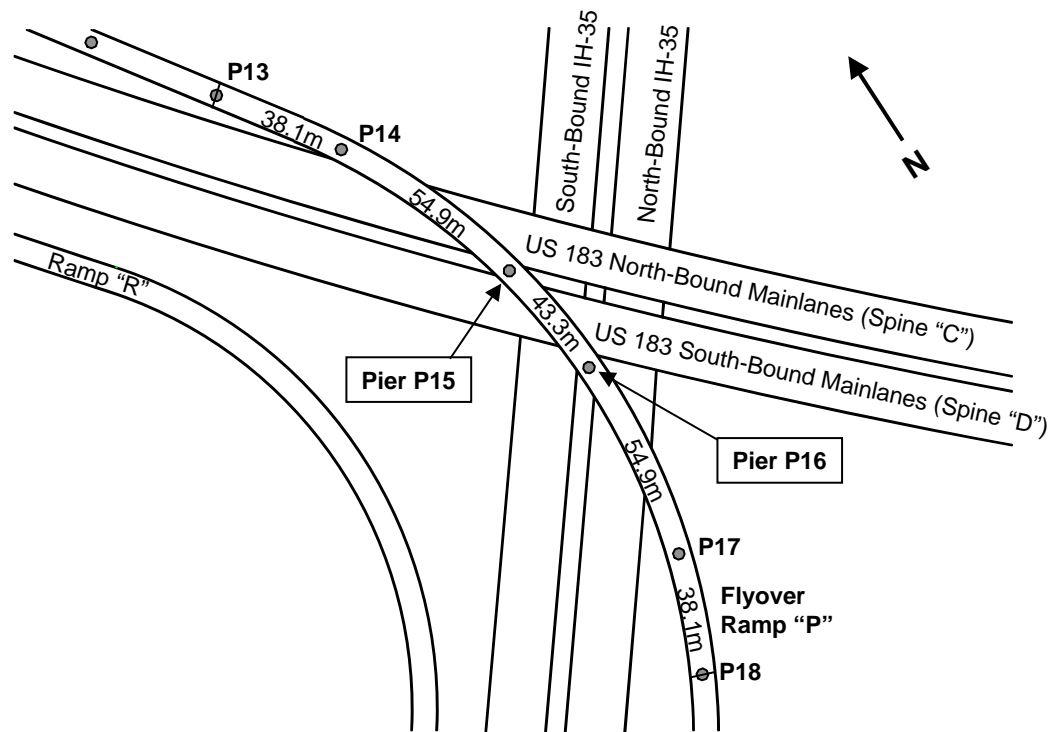 P13
38.1m
P14
54.9m
South-Bound IH-35
North-Bound IH-35
N
US 183 North-Bound Mainlanes (Spine “C”)
Ramp “R”
43.3m
US 183 South-Bound Mainlanes (Spine “D”)
Pier P15
Pier P16
54.9m
P17
38.1m
Flyover
Ramp “P”
P18